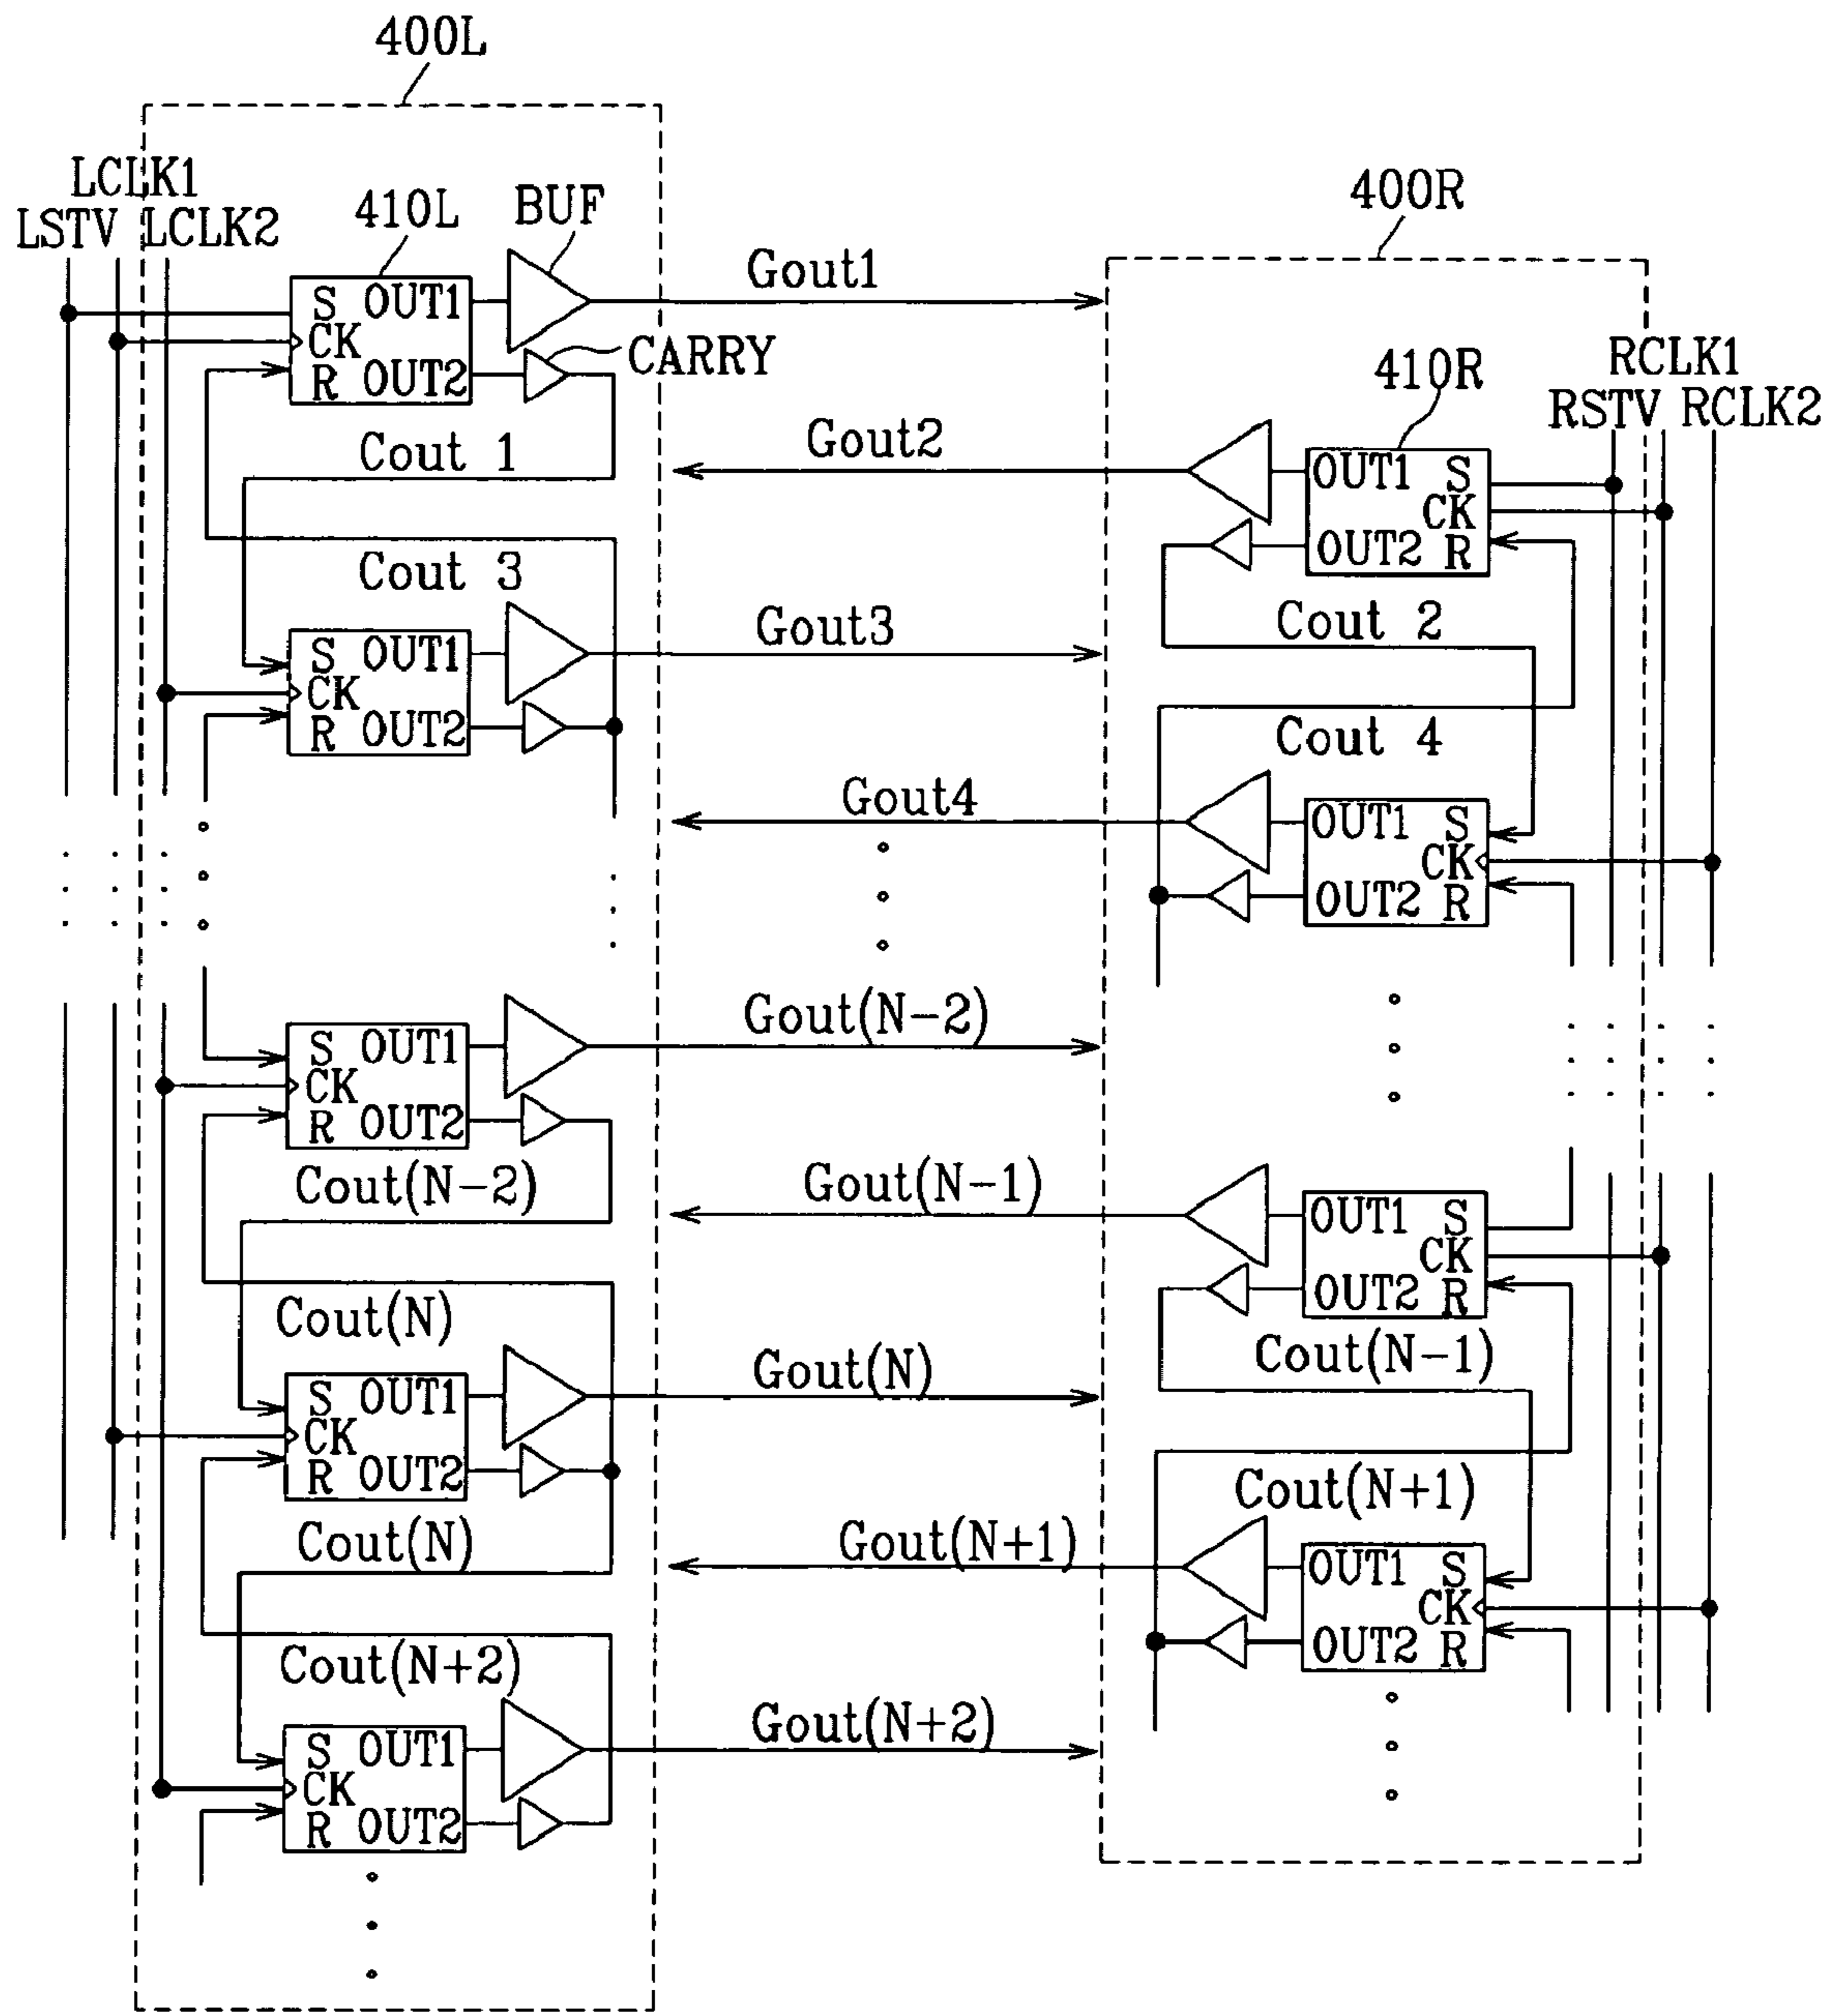 400L
LCLK1
LSTV LCLK2
410L
BUF
400R
Gout1
S OUT1
CK
R OUT2
CARRY
RCLK1
RSTV RCLK2
410R
Cout 1
Gout2
OUT1 S
CK
OUT2 R
Cout 3
Gout3
Cout 2
S OUT1
CK
R OUT2
Cout 4
Gout4
OUT1 S
CK
OUT2 R
Gout(N-2)
S OUT1
CK
R OUT2
Cout(N-2)
Gout(N-1)
OUT1 S
CK
OUT2 R
Cout(N)
Gout(N)
Cout(N-1)
S OUT1
CK
R OUT2
Cout(N+1)
Cout(N)
Gout(N+1)
OUT1 S
CK
OUT2 R
Cout(N+2)
Gout(N+2)
S OUT1
CK
R OUT2